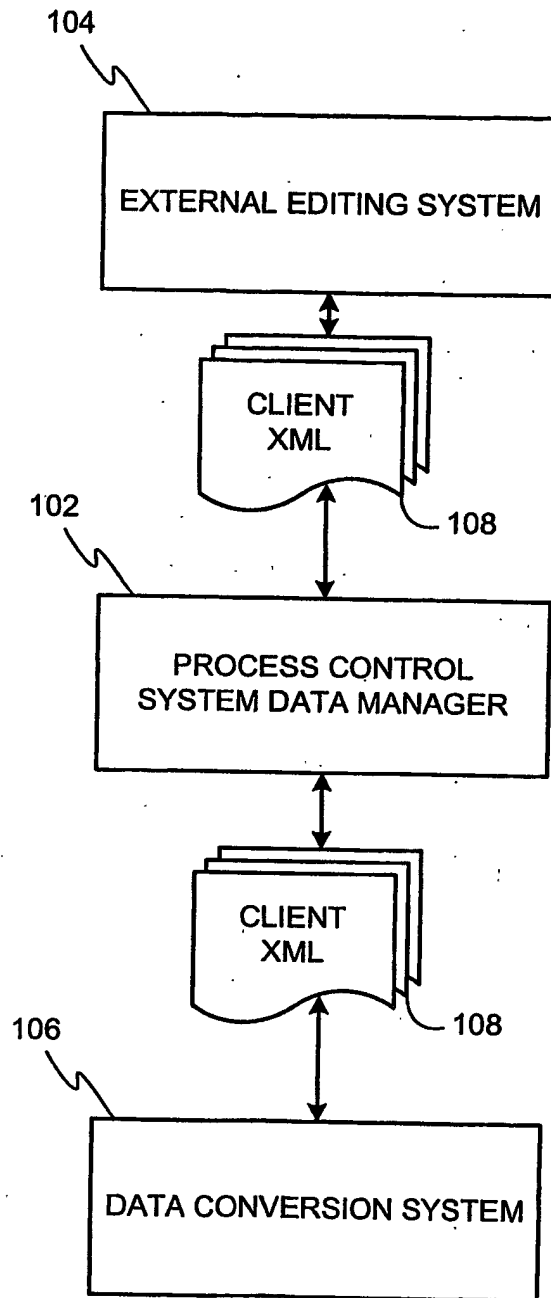 104
EXTERNAL EDITING SYSTEM
CLIENT
XML
108
102
PROCESS CONTROL
SYSTEM DATA MANAGER
CLIENT
XML
108
106
DATA CONVERSION SYSTEM